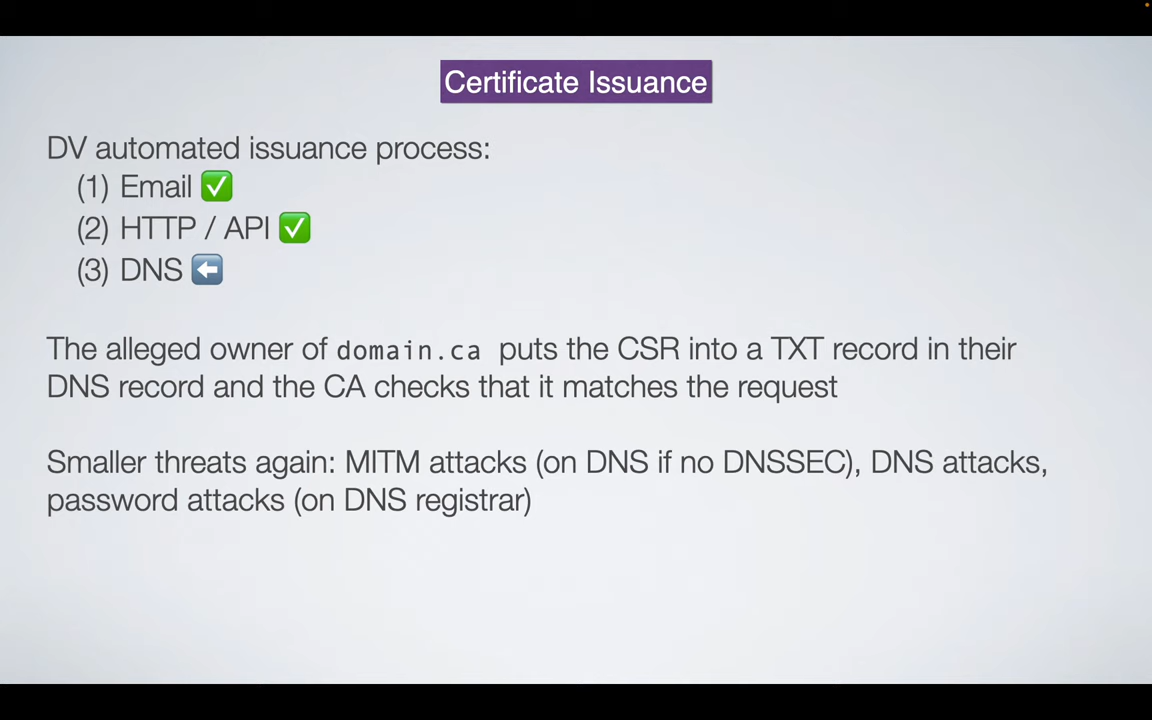 Certificate Issuance
DV automated issuance process:
(1) Email ✅
(2) HTTP / API ✅
(3) DNS ⬅️
The alleged owner of domain.ca puts the CSR into a TXT record in their
DNS record and the CA checks that it matches the request
Smaller threats again: MITM attacks (on DNS if no DNSSEC), DNS attacks,
password attacks (on DNS registrar)